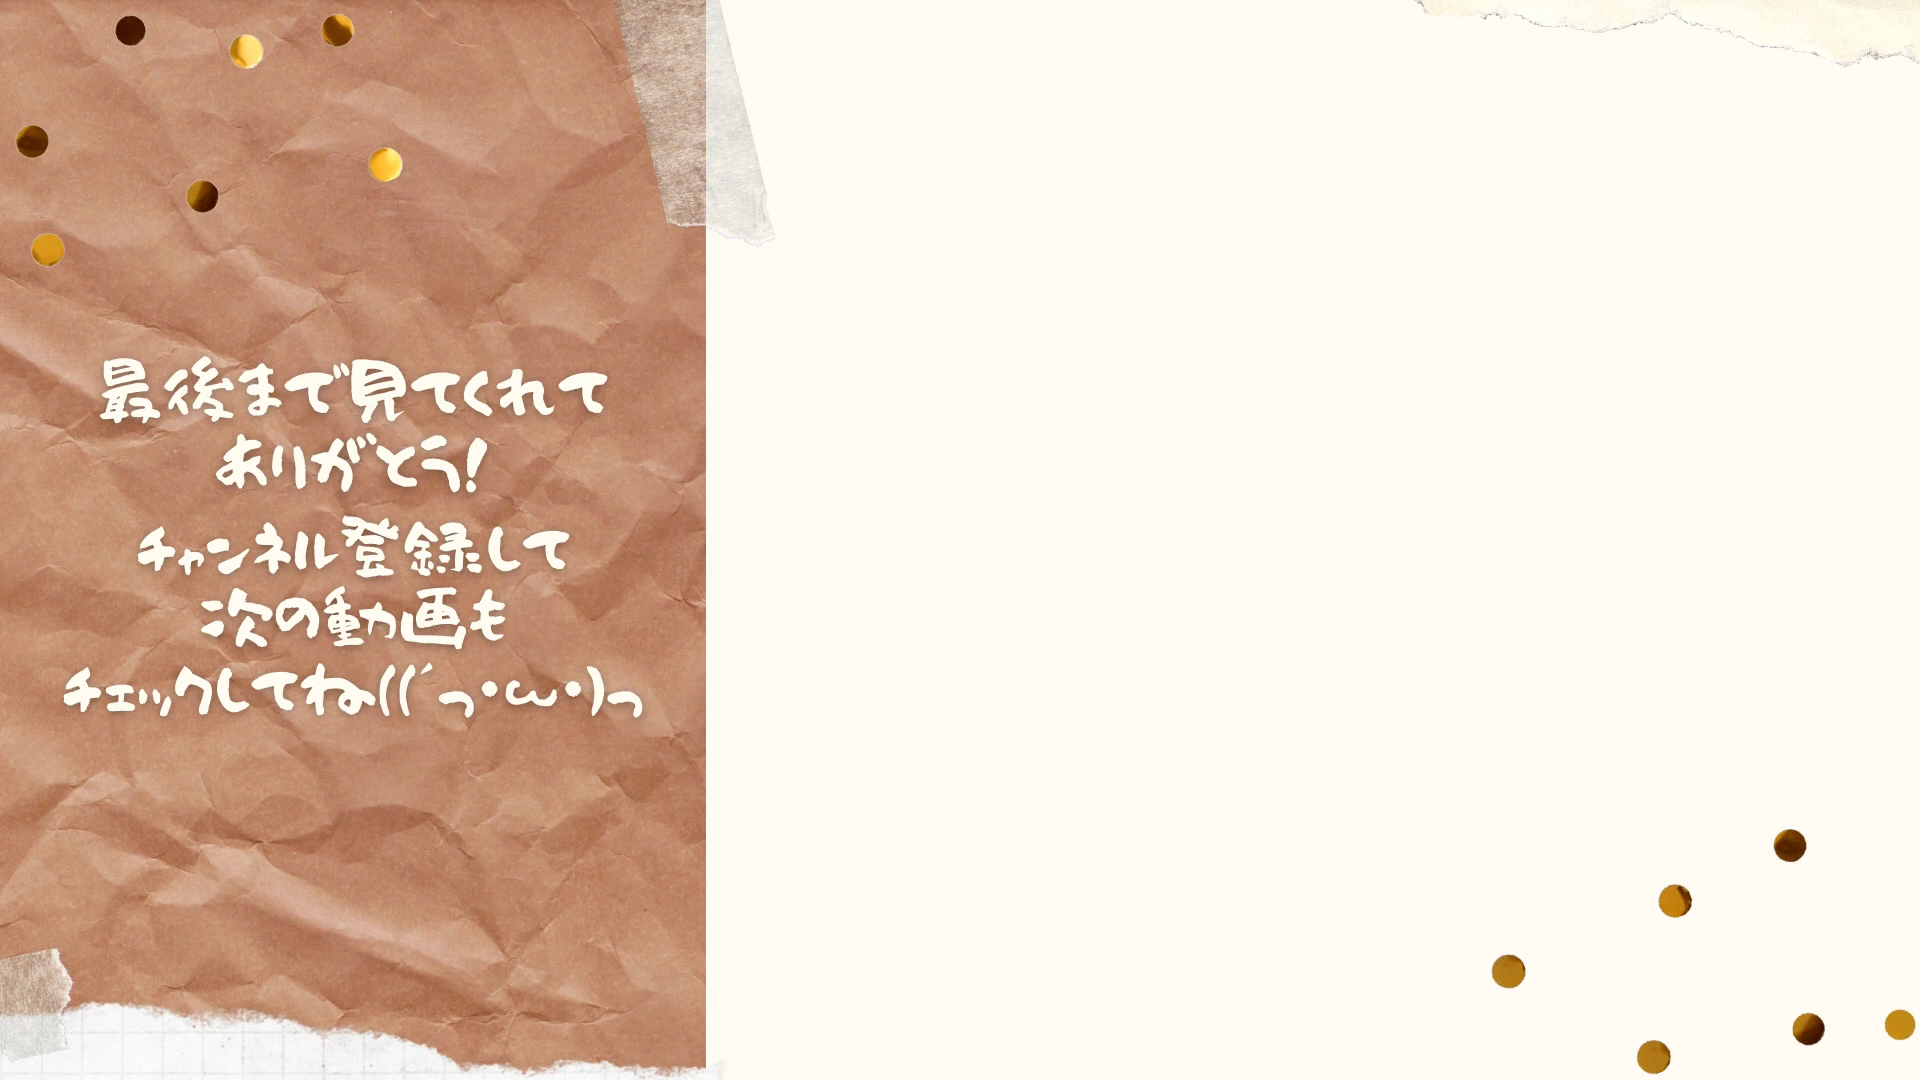 最後まで見てくれて
ありがとう!
チャンネル登録して
次の動画も
チェックしてね((´っ•ω•)っ